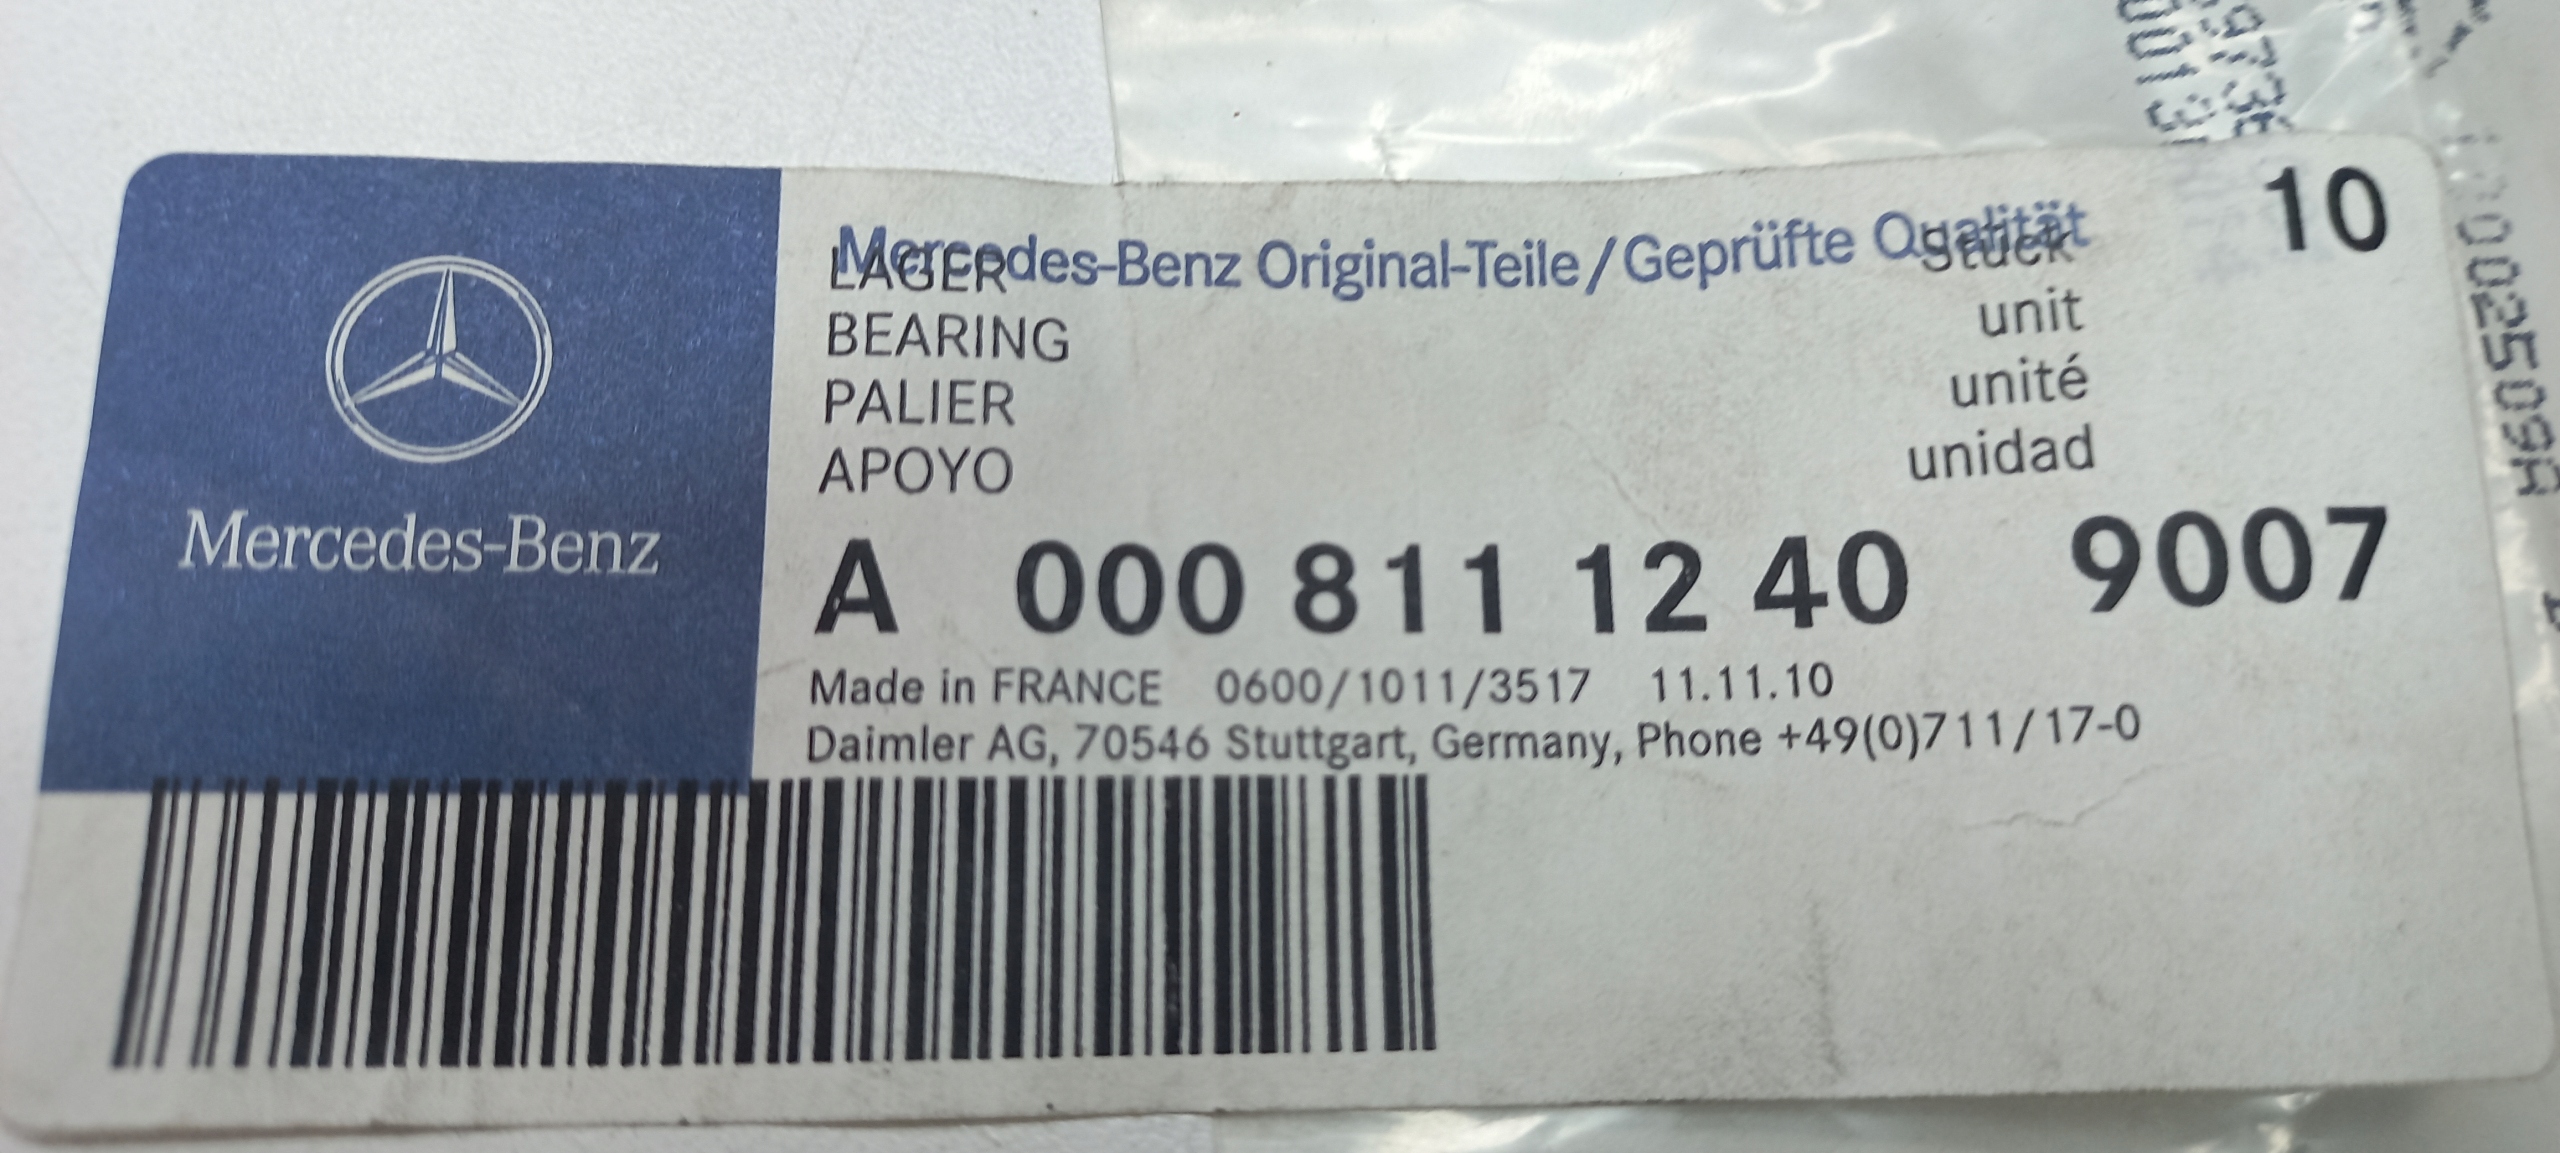 Mercedes-Benz Original-Teile/Geprüfte Qualität
LAGER Stück 10
BEARING unit
PALIER unité
APOYO unidad
Mercedes-Benz
A 000 811 12 40 9007
Made in FRANCE 0600/1011/3517 11.11.10
Daimler AG, 70546 Stuttgart, Germany, Phone +49(0)711/17-0